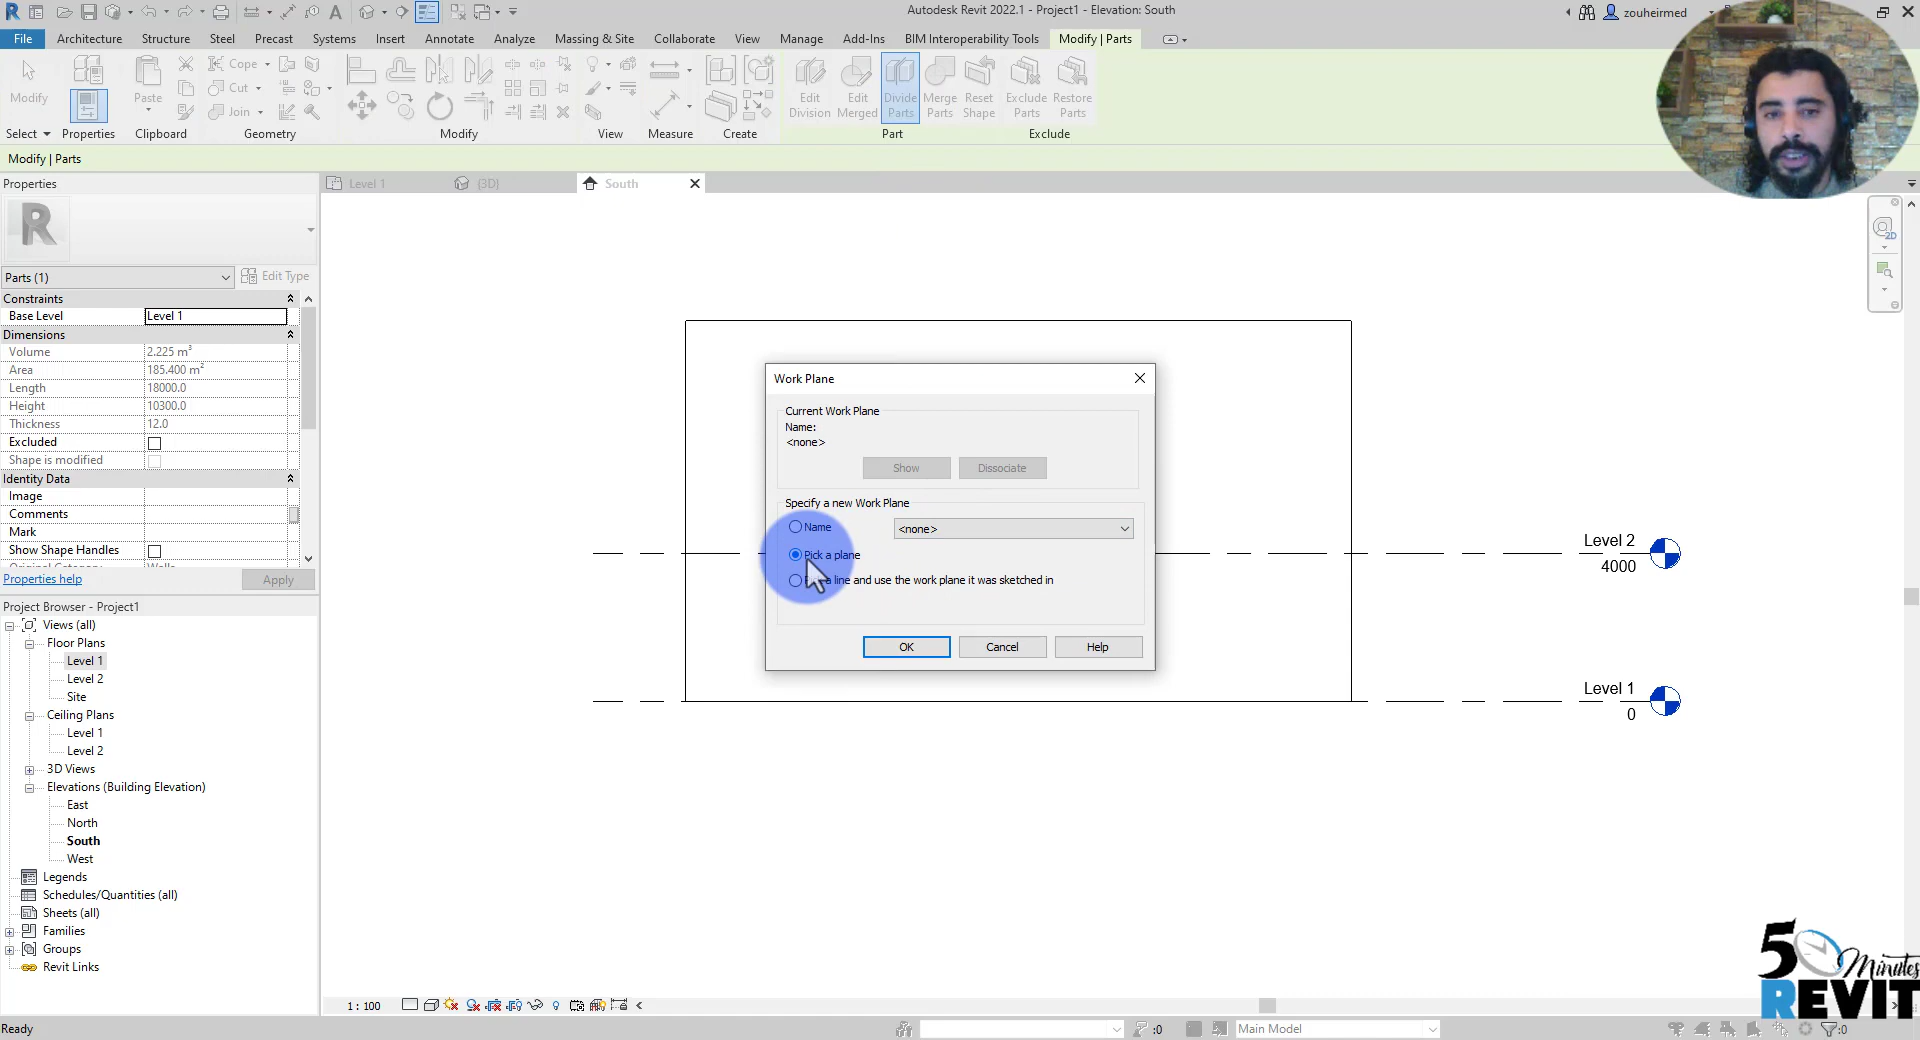 Autodesk Revit 2022.1 - Project1 - Elevation: South
zouheirmed
File
Architecture
Structure
Steel
Precast
Systems
Insert
Annotate
Analyze
Massing & Site
Collaborate
View
Manage
Add-Ins
BIM Interoperability Tools
Modify | Parts
Modify
Paste
Cope
Cut
Join
Edit Division
Edit Merged
Divide Parts
Merge Parts
Reset Shape
Exclude Parts
Restore Parts
Select
Properties
Clipboard
Geometry
Modify
View
Measure
Create
Part
Exclude
Modify | Parts
Properties
Level 1
{3D}
South
R
Parts (1)
Edit Type
Constraints
Base Level Level 1
Dimensions
Volume 2.225 m³
Area 185.400 m²
Length 18000.0
Height 10300.0
Thickness 12.0
Excluded
Shape is modified
Identity Data
Image
Comments
Mark
Show Shape Handles
Original Category Walls
Properties help
Apply
Project Browser - Project1
Views (all)
Floor Plans
Level 1
Level 2
Site
Ceiling Plans
Level 1
Level 2
3D Views
Elevations (Building Elevation)
East
North
South
West
Legends
Schedules/Quantities (all)
Sheets (all)
Families
Groups
Revit Links
Work Plane
Current Work Plane
Name:
<none>
Show
Dissociate
Specify a new Work Plane
Name
<none>
Pick a plane
a line and use the work plane it was sketched in
OK
Cancel
Help
Level 2
4000
Level 1
0
2D
1 : 100
Ready
:0
Main Model
:0
5 Minutes
REVIT